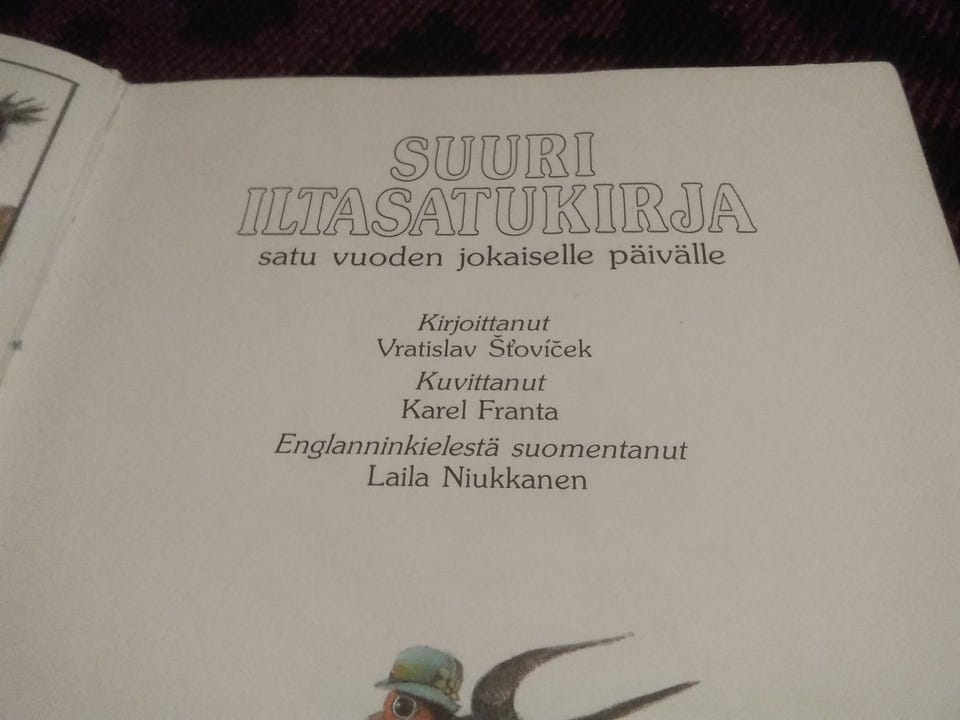 SUURI
ILTASATUKIRJA
satu vuoden jokaiselle päivälle
Kirjoittanut
Vratislav Šťovíček
Kuvittanut
Karel Franta
Englanninkielestä suomentanut
Laila Niukkanen